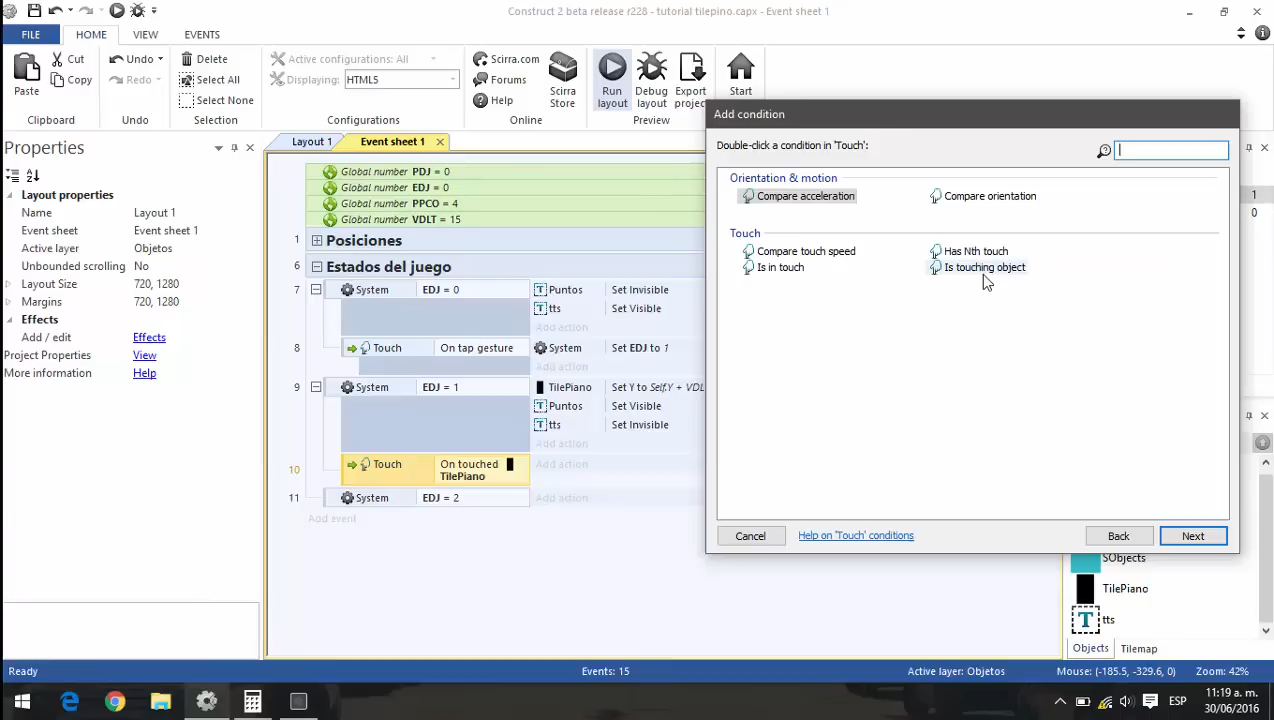 Construct 2 beta release r228 - tutorial tilepino.capx - Event sheet 1
FILE HOME VIEW EVENTS
Paste
Cut
Copy
Clipboard
Undo
Redo
Undo
Delete
Select All
Select None
Selection
Active configurations: All
Displaying: HTML5
Configurations
Scirra.com
Forums
Help
Scirra Store
Online
Run layout
Debug layout
Export
Start
Preview
Properties
Layout properties
Name Layout 1
Event sheet Event sheet 1
Active layer Objetos
Unbounded scrolling No
Layout Size 720, 1280
Margins 720, 1280
Effects
Add / edit Effects
Project Properties View
More information Help
Layout 1 Event sheet 1
Global number PDJ = 0
Global number EDJ = 0
Global number PPCO = 4
Global number VDLT = 15
1 Posiciones
6 Estados del juego
7 System EDJ = 0 Puntos Set Invisible
tts Set Visible
Add action
8 Touch On tap gesture System Set EDJ to 1
Add action
9 System EDJ = 1 TilePiano Set Y to Self.Y + VDL
Puntos Set Visible
tts Set Invisible
Add action
10 Touch On touched TilePiano Add action
11 System EDJ = 2 Add action
Add event
Add condition
Double-click a condition in 'Touch':
Orientation & motion
Compare acceleration Compare orientation
Touch
Compare touch speed Has Nth touch
Is in touch Is touching object
Cancel Help on 'Touch' conditions Back Next
1
0
SObjects
TilePiano
tts
Objects Tilemap
Ready Events: 15 Active layer: Objetos Mouse: (-185.5, -329.6, 0) Zoom: 42%
ESP
11:19 a. m.
30/06/2016